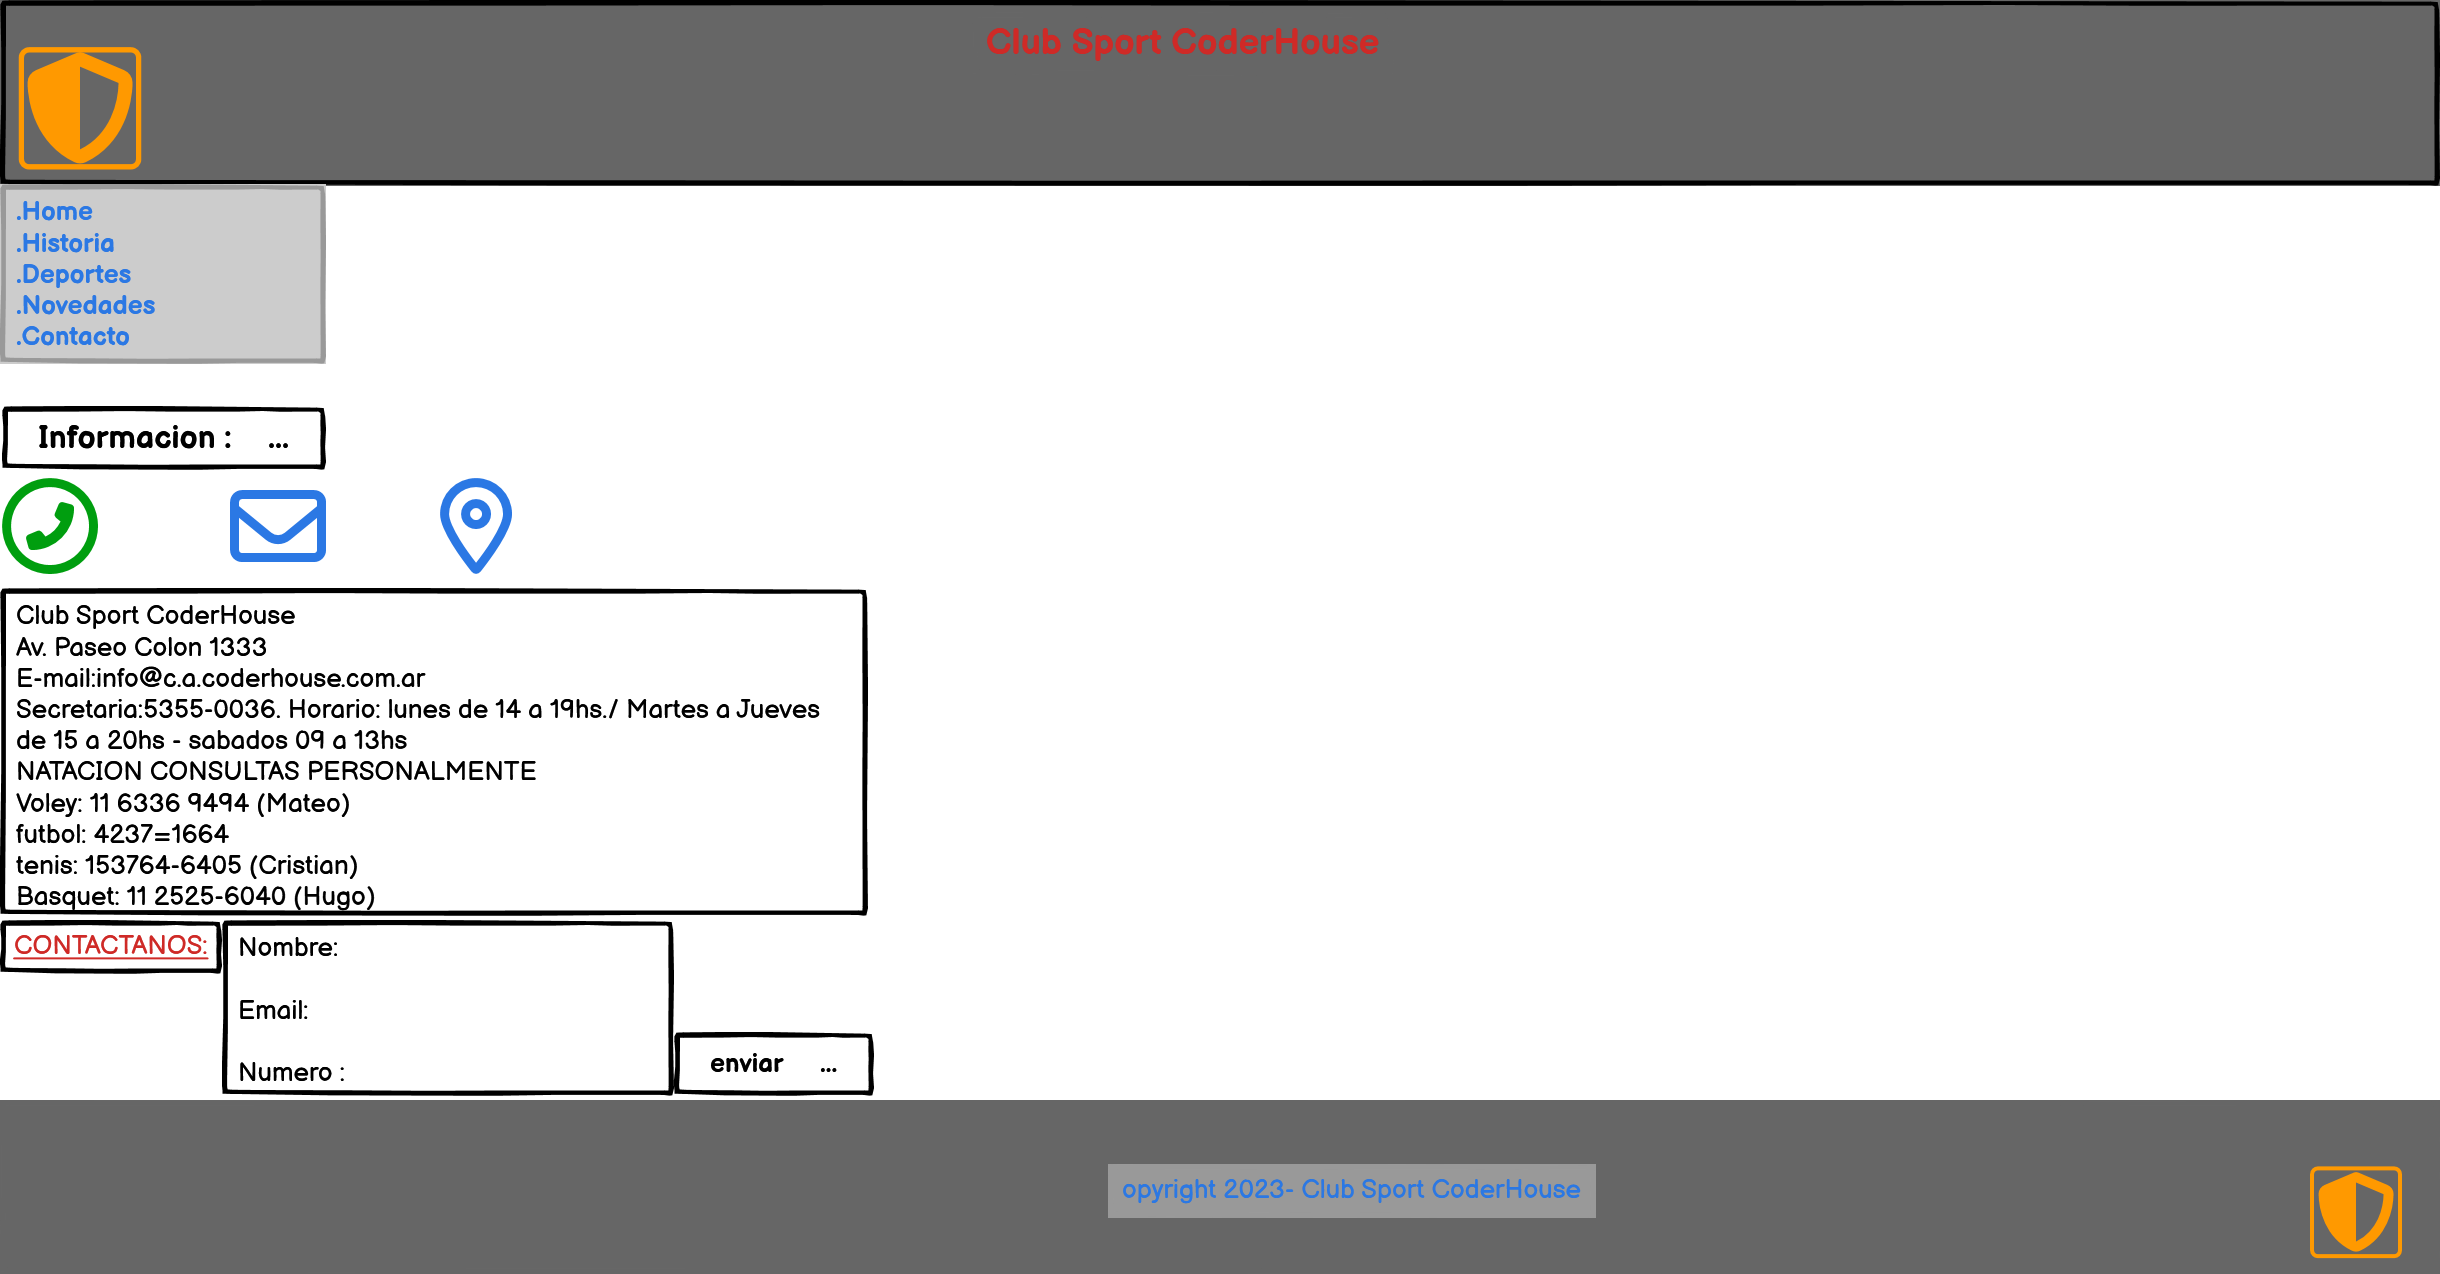 Club Sport CoderHouse
.Home
.Historia
.Deportes
.Novedades
.Contacto
Informacion : ...
Club Sport CoderHouse
Av. Paseo Colon 1333
E-mail:info@c.a.coderhouse.com.ar
Secretaria:5355-0036. Horario: lunes de 14 a 19hs./ Martes a Jueves
de 15 a 20hs - sabados 09 a 13hs
NATACION CONSULTAS PERSONALMENTE
Voley: 11 6336 9494 (Mateo)
futbol: 4237=1664
tenis: 153764-6405 (Cristian)
Basquet: 11 2525-6040 (Hugo)
CONTACTANOS:
Nombre:
Email:
Numero :
enviar ...
opyright 2023- Club Sport CoderHouse